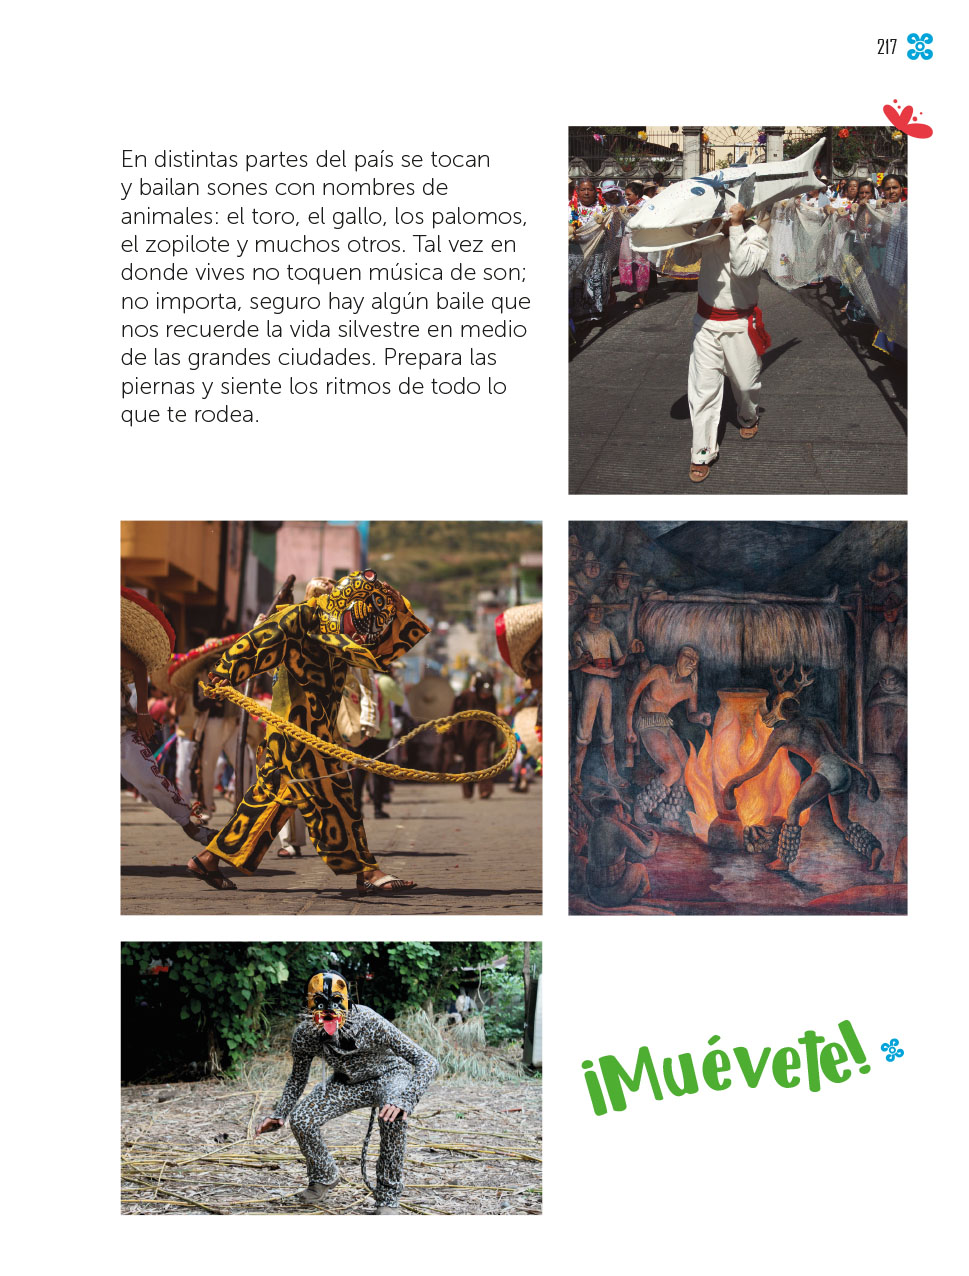 217
En distintas partes del país se tocan
y bailan sones con nombres de
animales: el toro, el gallo, los palomos,
el zopilote y muchos otros. Tal vez en
donde vives no toquen música de son;
no importa, seguro hay algún baile que
nos recuerde la vida silvestre en medio
de las grandes ciudades. Prepara las
piernas y siente los ritmos de todo lo
que te rodea.
¡Muévete!